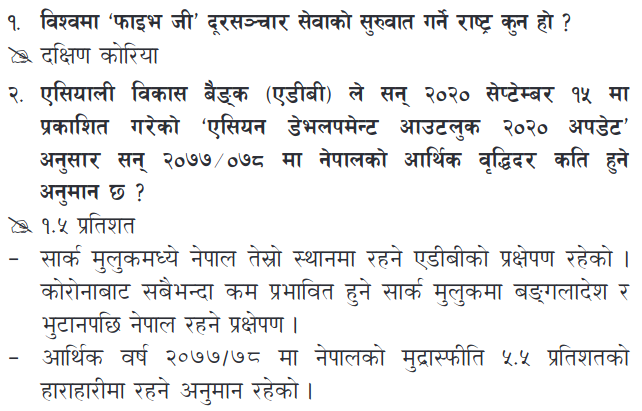 १. विश्वमा ‘फाइभ जी’ दूरसञ्चार सेवाको सुरुवात गर्ने राष्ट्र कुन हो ?
दक्षिण कोरिया
२. एसियाली विकास बैङ्क (एडीबी) ले सन् २०२० सेप्टेम्बर १५ मा
प्रकाशित गरेको ‘एसियन डेभलपमेन्ट आउटलुक २०२० अपडेट’
अनुसार सन् २०७७/०७८ मा नेपालको आर्थिक वृद्धिदर कति हुने
अनुमान छ ?
१.५ प्रतिशत
– सार्क मुलुकमध्ये नेपाल तेस्रो स्थानमा रहने एडीबीको प्रक्षेपण रहेको ।
कोरोनाबाट सबैभन्दा कम प्रभावित हुने सार्क मुलुकमा बङ्गलादेश र
भुटानपछि नेपाल रहने प्रक्षेपण ।
– आर्थिक वर्ष २०७७/७८ मा नेपालको मुद्रास्फीति ५.५ प्रतिशतको
हाराहारीमा रहने अनुमान रहेको ।